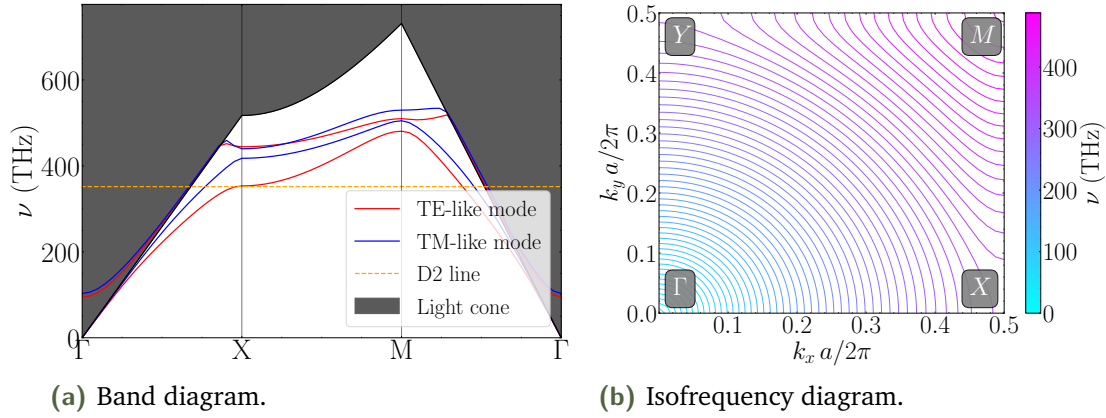 600
400
200
0
ν (THz)
Γ
X
M
Γ
TE-like mode
TM-like mode
D2 line
Light cone
(a) Band diagram.
0.5
0.4
0.3
0.2
0.1
0.0
k_y a/2π
Y
M
Γ
X
0.1
0.2
0.3
0.4
0.5
k_x a/2π
400
300
200
100
0
ν (THz)
(b) Isofrequency diagram.